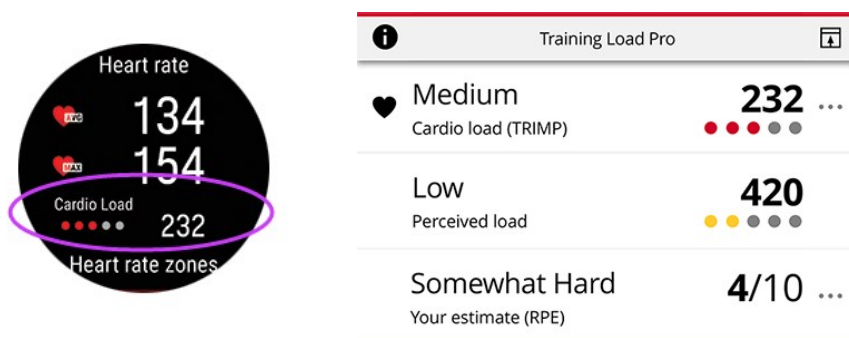 Heart rate
AVG 134
MAX 154
Cardio Load
232
Heart rate zones
Training Load Pro
Medium 232
Cardio load (TRIMP)
Low 420
Perceived load
Somewhat Hard 4/10
Your estimate (RPE)